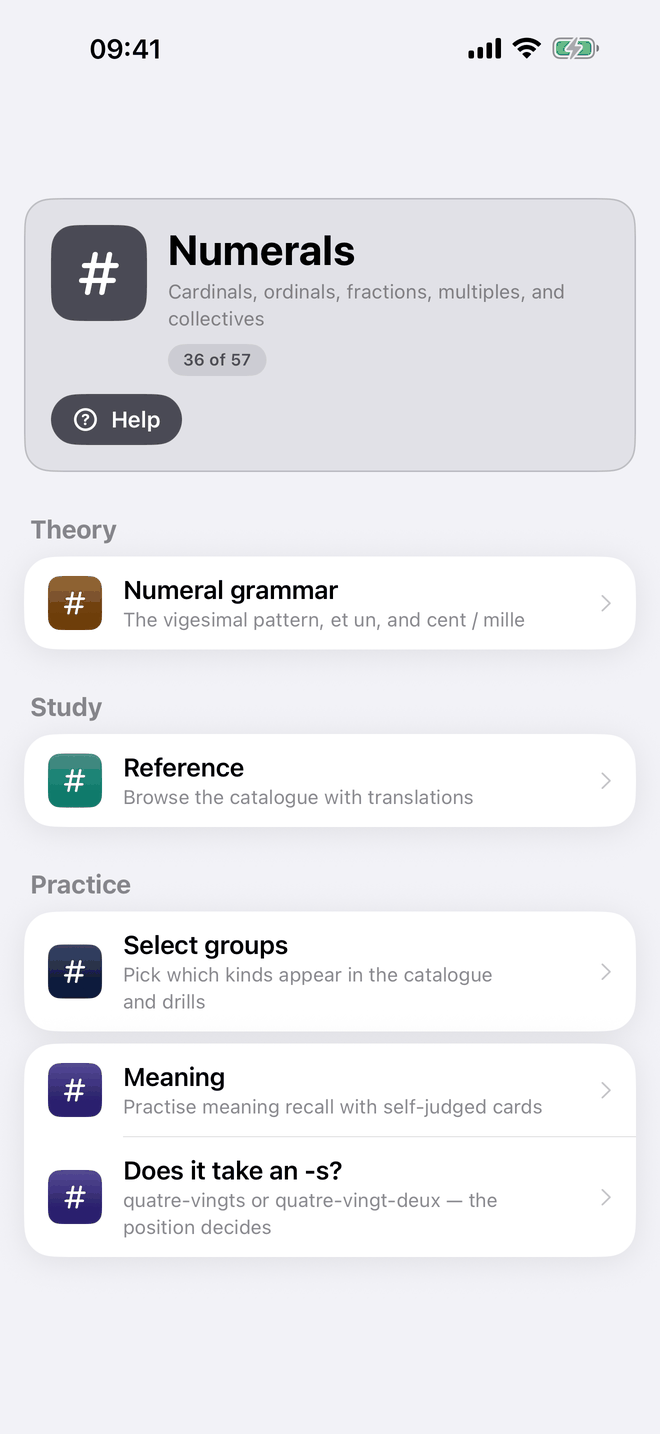 09:41
Numerals
Cardinals, ordinals, fractions, multiples, and
collectives
36 of 57
Help
Theory
Numeral grammar
The vigesimal pattern, et un, and cent / mille
Study
Reference
Browse the catalogue with translations
Practice
Select groups
Pick which kinds appear in the catalogue
and drills
Meaning
Practise meaning recall with self-judged cards
Does it take an -s?
quatre-vingts or quatre-vingt-deux — the
position decides